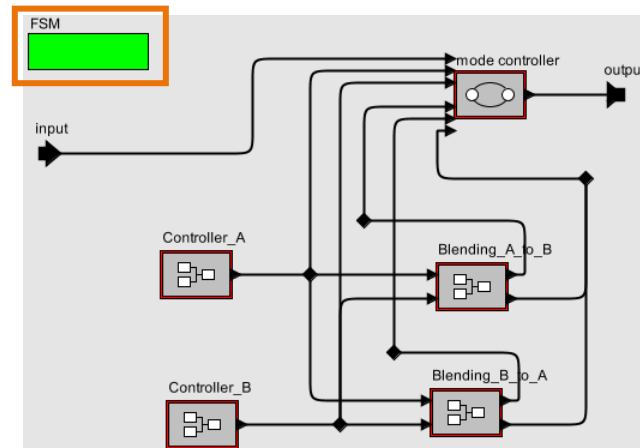 FSM
mode controller
output
input
Controller_A
Blending_A_to_B
Controller_B
Blending_B_to_A